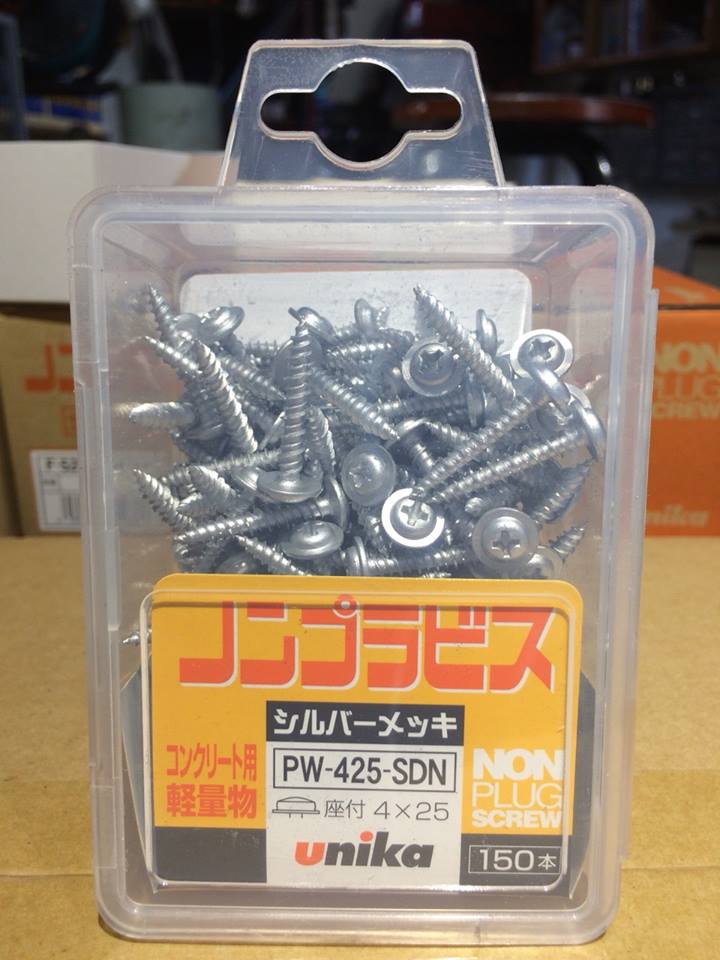 ノンプラビス
シルバーメッキ
コンクリート用
軽量物
PW-425-SDN
座付 4×25
unika
NON
PLUG
SCREW
150本
NON
PLUG
SCREW
unika